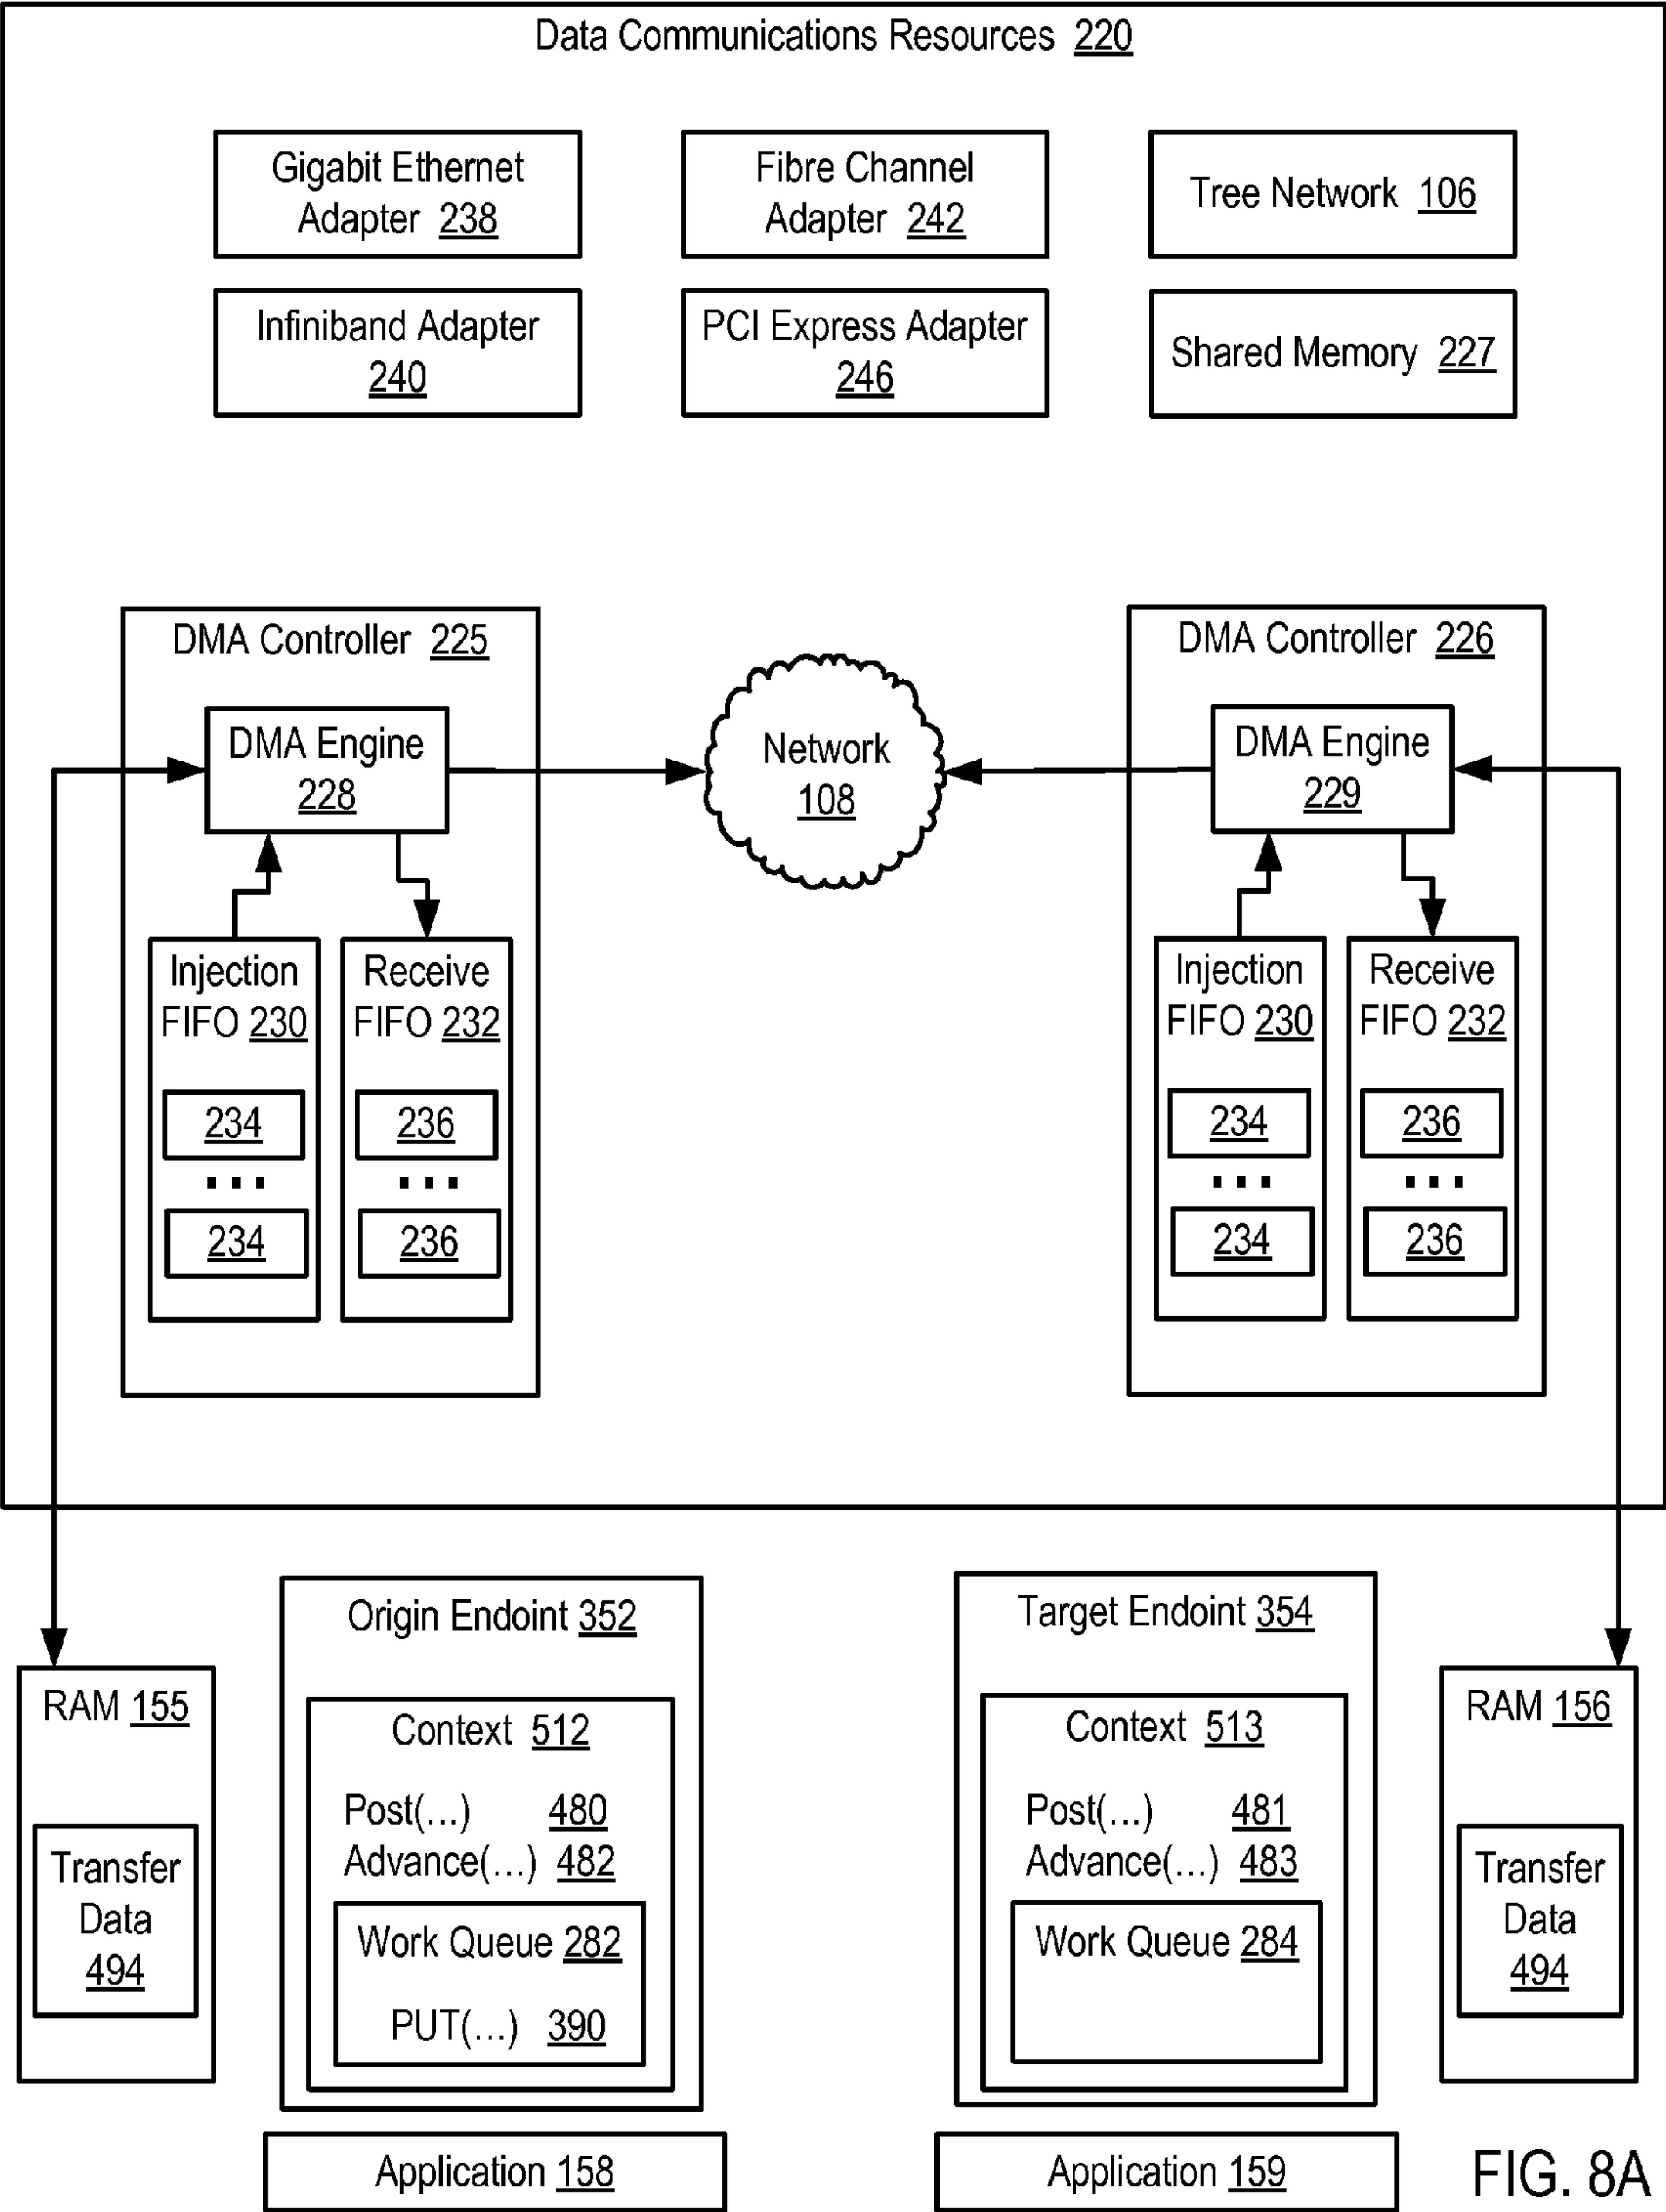 Data Communications Resources 220
Gigabit Ethernet
Adapter 238
Fibre Channel
Adapter 242
Tree Network 106
Infiniband Adapter
240
PCI Express Adapter
246
Shared Memory 227
DMA Controller 225
DMA Engine
228
Injection
FIFO 230
234
...
234
Receive
FIFO 232
236
...
236
Network
108
DMA Controller 226
DMA Engine
229
Injection
FIFO 230
234
...
234
Receive
FIFO 232
236
...
236
RAM 155
Transfer
Data
494
Origin Endoint 352
Context 512
Post(...) 480
Advance(...) 482
Work Queue 282
PUT(...) 390
Application 158
Target Endoint 354
Context 513
Post(...) 481
Advance(...) 483
Work Queue 284
Application 159
RAM 156
Transfer
Data
494
FIG. 8A